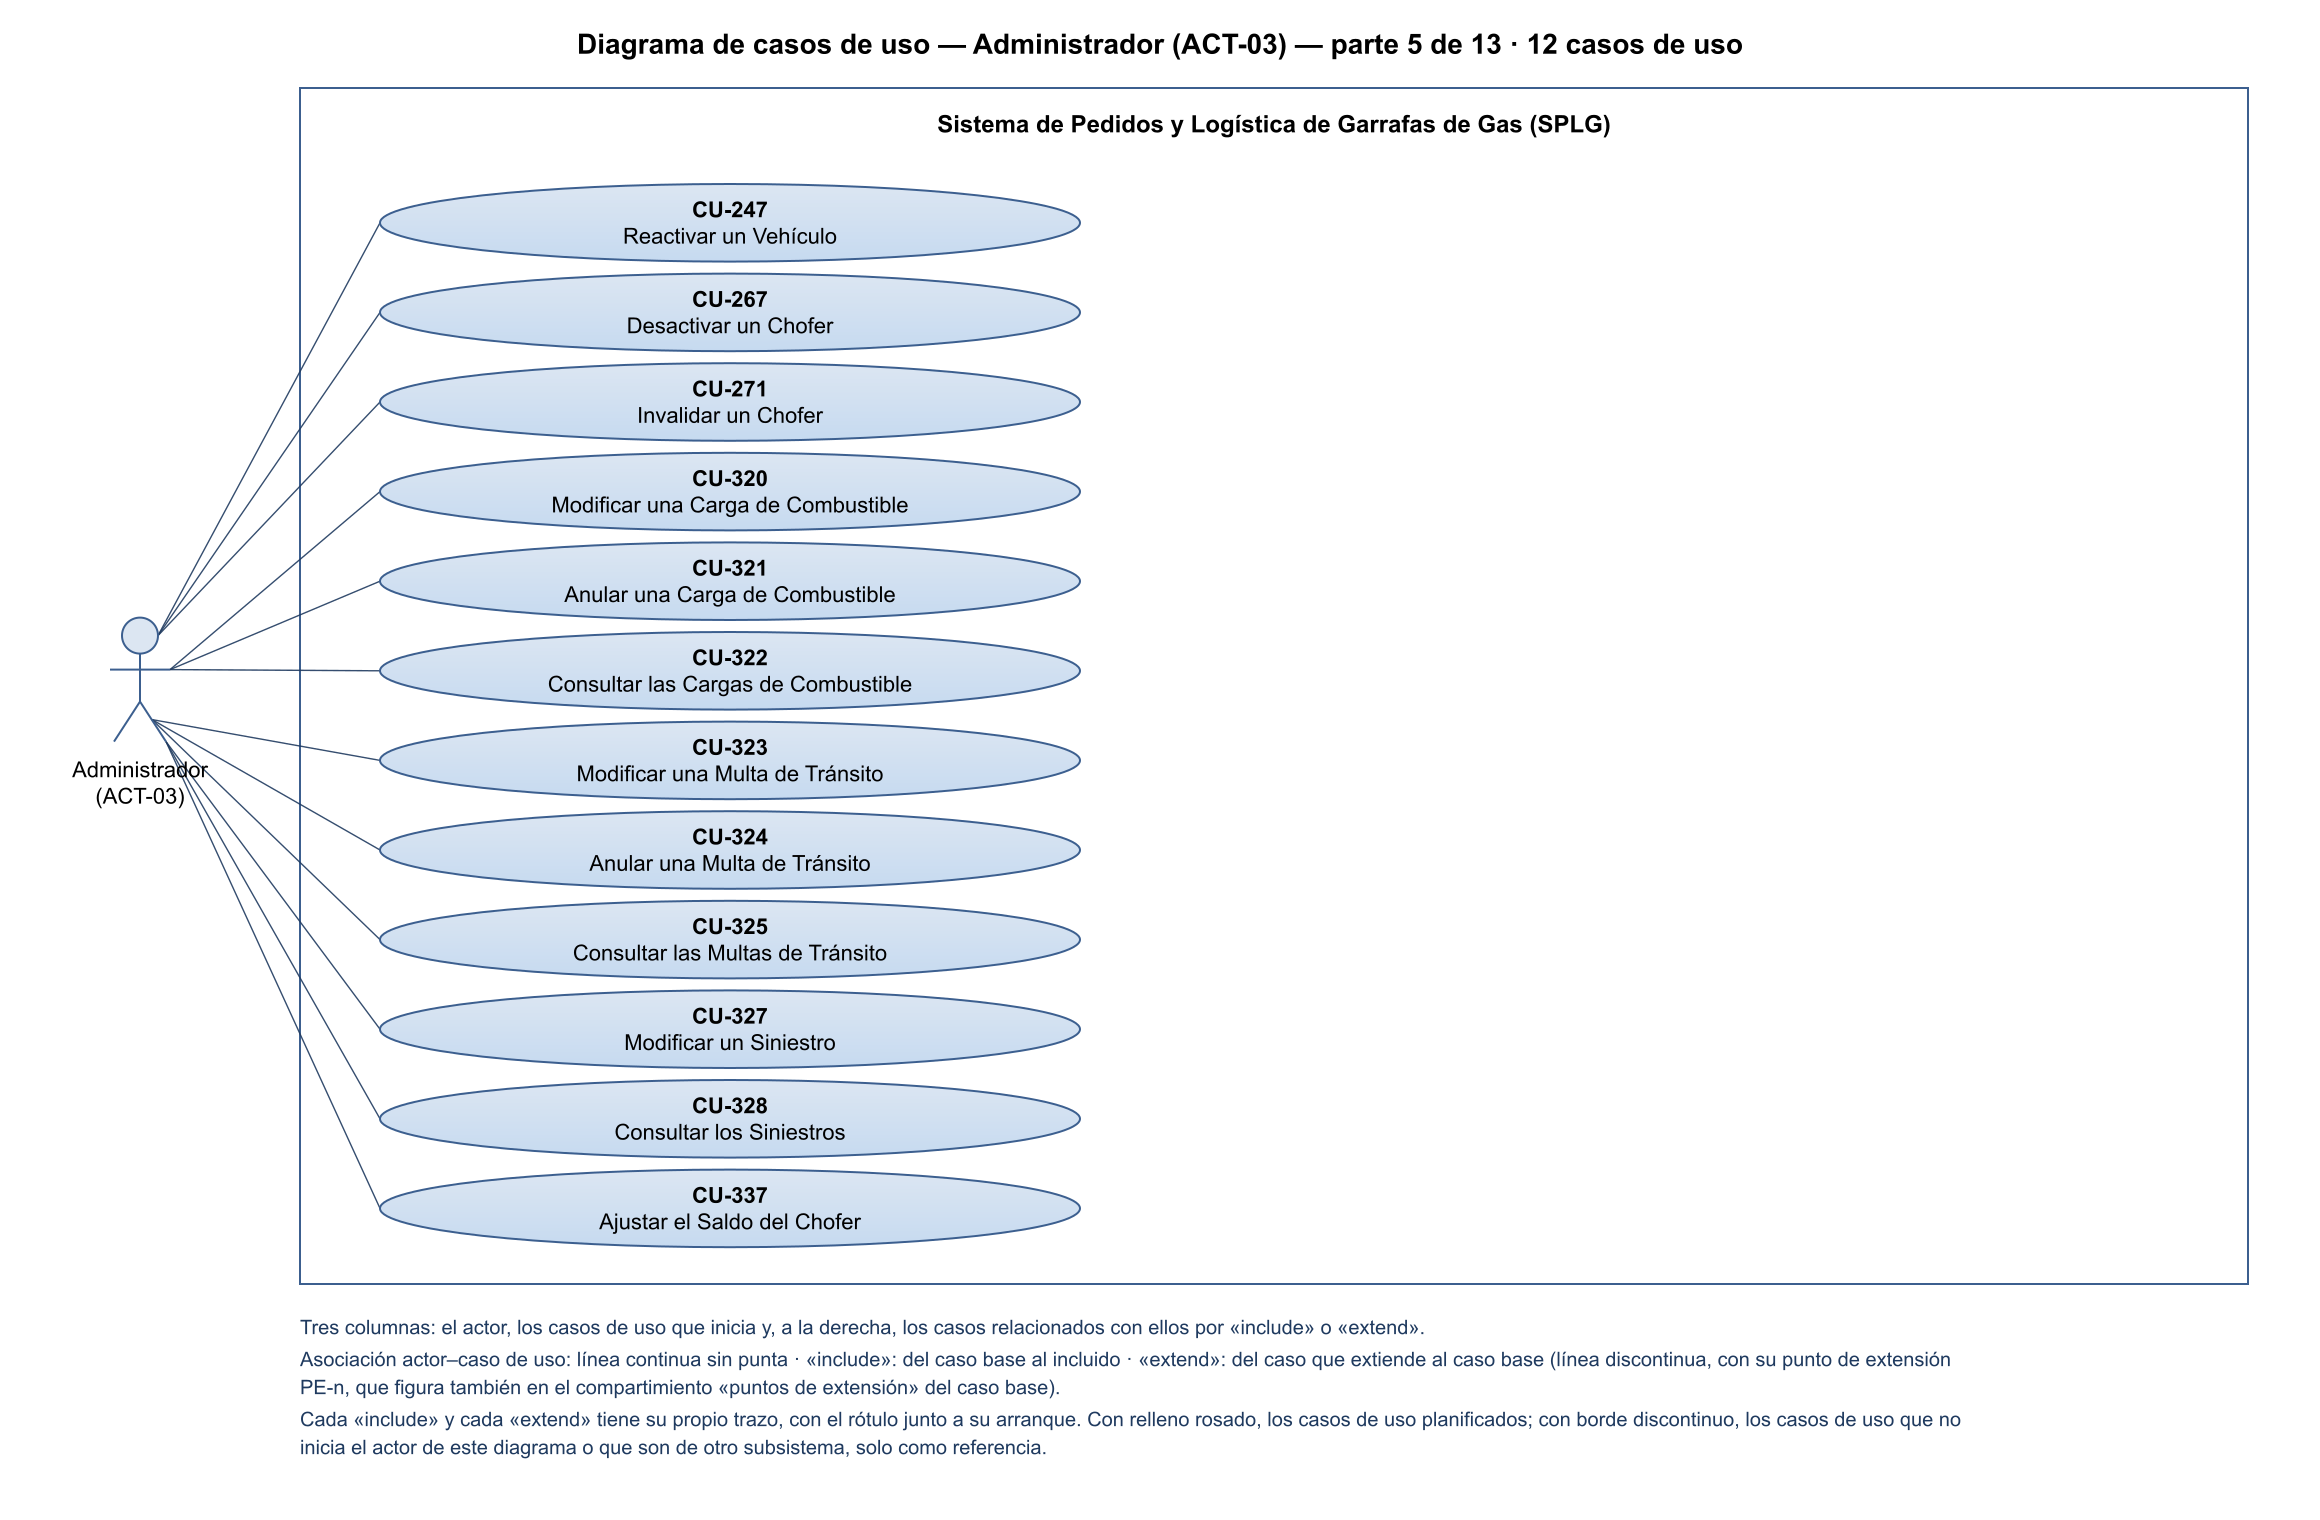 Diagrama de casos de uso — Administrador (ACT-03) — parte 5 de 13 · 12 casos de uso
Sistema de Pedidos y Logística de Garrafas de Gas (SPLG)
CU-247
Reactivar un Vehículo
CU-267
Desactivar un Chofer
CU-271
Invalidar un Chofer
CU-320
Modificar una Carga de Combustible
CU-321
Anular una Carga de Combustible
CU-322
Consultar las Cargas de Combustible
CU-323
Modificar una Multa de Tránsito
Administrador
(ACT-03)
CU-324
Anular una Multa de Tránsito
CU-325
Consultar las Multas de Tránsito
CU-327
Modificar un Siniestro
CU-328
Consultar los Siniestros
CU-337
Ajustar el Saldo del Chofer
Tres columnas: el actor, los casos de uso que inicia y, a la derecha, los casos relacionados con ellos por «include» o «extend».
Asociación actor–caso de uso: línea continua sin punta · «include»: del caso base al incluido · «extend»: del caso que extiende al caso base (línea discontinua, con su punto de extensión
PE-n, que figura también en el compartimiento «puntos de extensión» del caso base).
Cada «include» y cada «extend» tiene su propio trazo, con el rótulo junto a su arranque. Con relleno rosado, los casos de uso planificados; con borde discontinuo, los casos de uso que no
inicia el actor de este diagrama o que son de otro subsistema, solo como referencia.